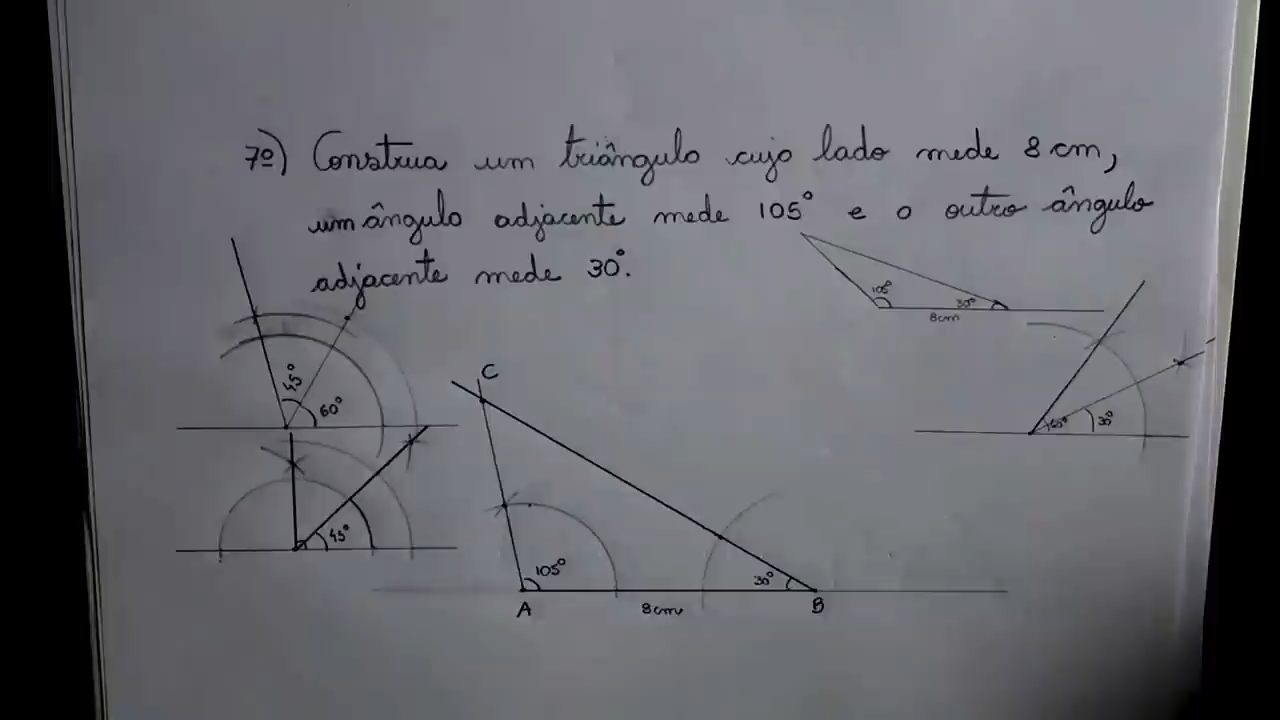 7º) Construa um triângulo cujo lado mede 8 cm,
um ângulo adjacente mede 105° e o outro ângulo
adjacente mede 30°.
105°
30°
8cm
45°
60°
C
60°
30°
45°
105°
30°
A
8cm
B